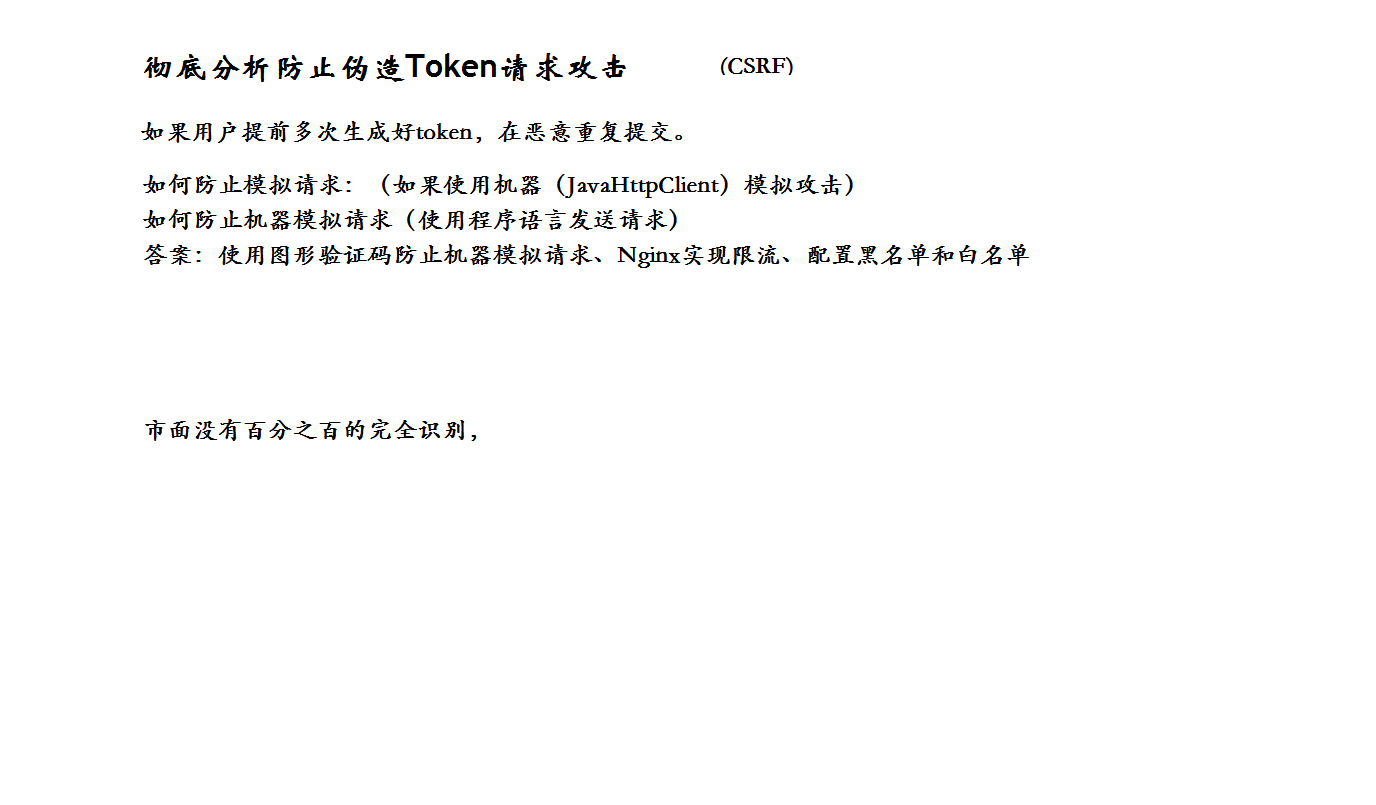 彻底分析防止伪造Token请求攻击 (CSRF)
如果用户提前多次生成好token，在恶意重复提交。
如何防止模拟请求：（如果使用机器（JavaHttpClient）模拟攻击）
如何防止机器模拟请求（使用程序语言发送请求）
答案：使用图形验证码防止机器模拟请求、Nginx实现限流、配置黑名单和白名单
市面没有百分之百的完全识别，